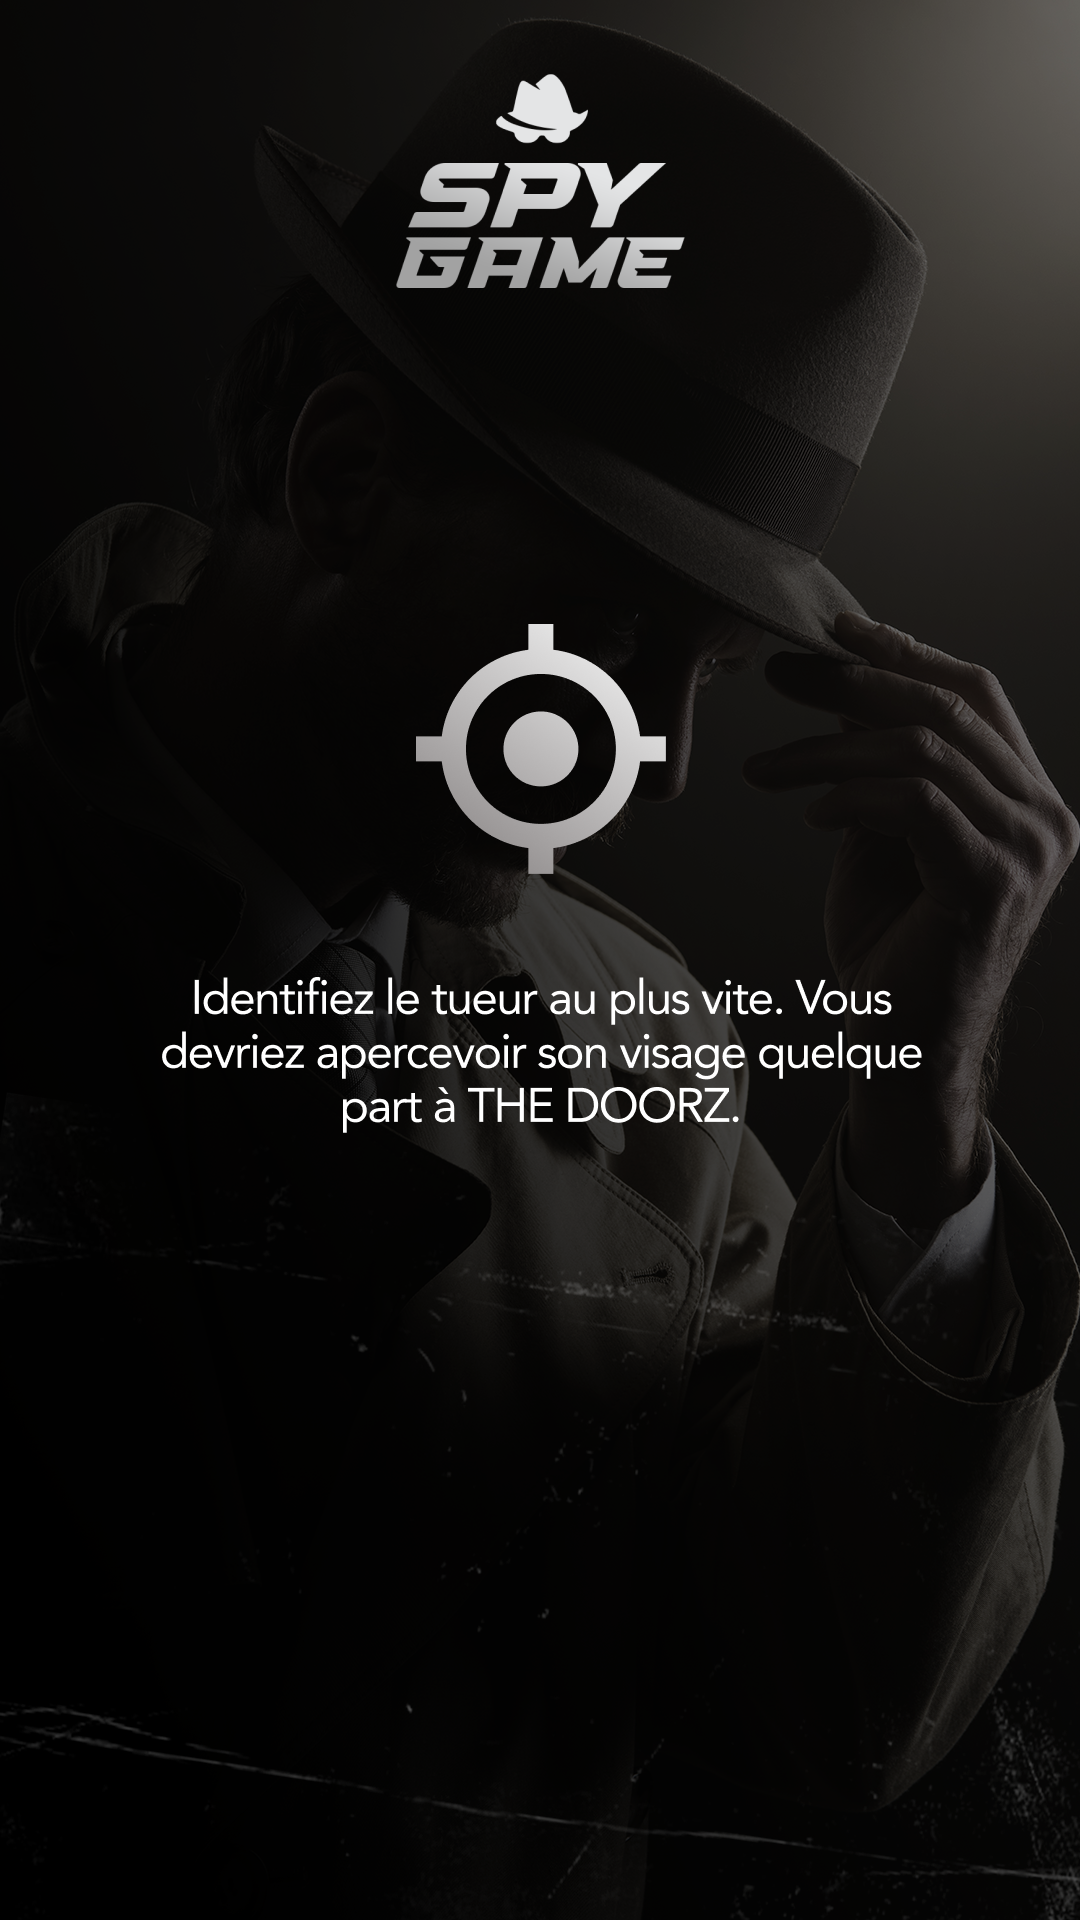 SPY
GAME
Identifiez le tueur au plus vite. Vous
devriez apercevoir son visage quelque
part à THE DOORZ.